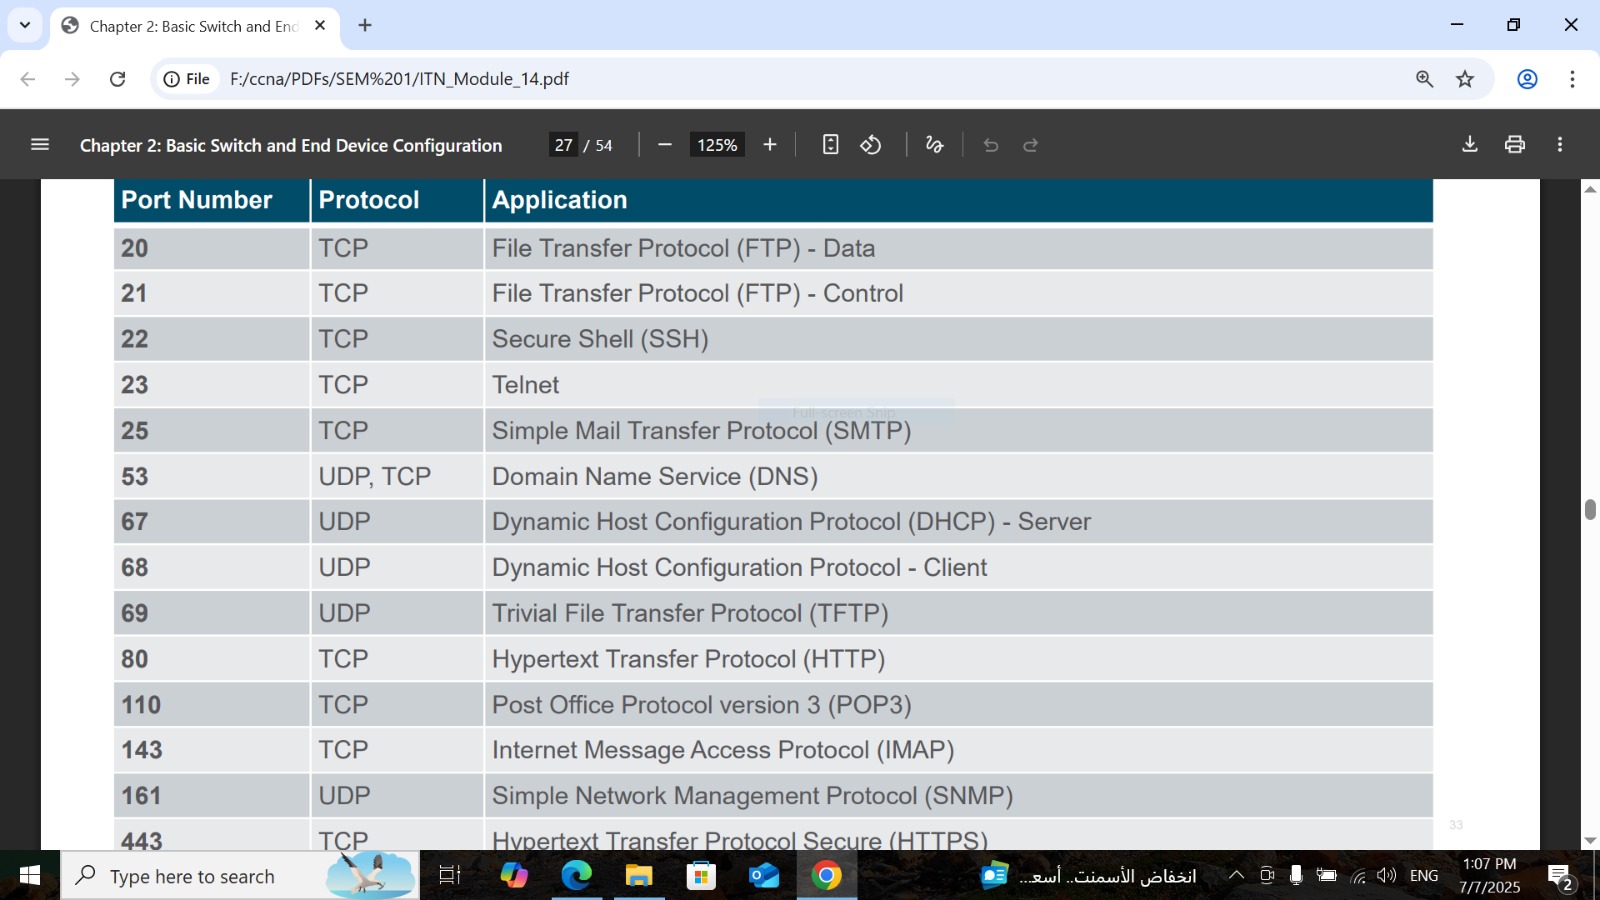 Chapter 2: Basic Switch and End
File F:/ccna/PDFs/SEM%201/ITN_Module_14.pdf
Chapter 2: Basic Switch and End Device Configuration 27 / 54 125%
Port Number Protocol Application
20 TCP File Transfer Protocol (FTP) - Data
21 TCP File Transfer Protocol (FTP) - Control
22 TCP Secure Shell (SSH)
23 TCP Telnet
Full-screen Snip
25 TCP Simple Mail Transfer Protocol (SMTP)
53 UDP, TCP Domain Name Service (DNS)
67 UDP Dynamic Host Configuration Protocol (DHCP) - Server
68 UDP Dynamic Host Configuration Protocol - Client
69 UDP Trivial File Transfer Protocol (TFTP)
80 TCP Hypertext Transfer Protocol (HTTP)
110 TCP Post Office Protocol version 3 (POP3)
143 TCP Internet Message Access Protocol (IMAP)
161 UDP Simple Network Management Protocol (SNMP)
33
443 TCP Hypertext Transfer Protocol Secure (HTTPS)
Type here to search
انخفاض الأسمنت.. أسعـ...
ENG
1:07 PM
7/7/2025
2